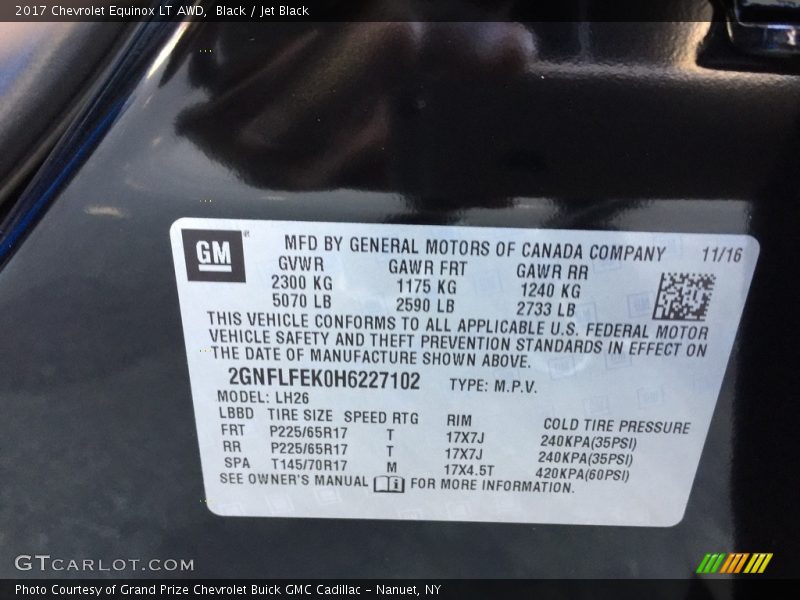 2017 Chevrolet Equinox LT AWD, Black / Jet Black
GM
MFD BY GENERAL MOTORS OF CANADA COMPANY 11/16
GVWR GAWR FRT GAWR RR
2300 KG 1175 KG 1240 KG
5070 LB 2590 LB 2733 LB
THIS VEHICLE CONFORMS TO ALL APPLICABLE U.S. FEDERAL MOTOR
VEHICLE SAFETY AND THEFT PREVENTION STANDARDS IN EFFECT ON
THE DATE OF MANUFACTURE SHOWN ABOVE.
2GNFLFEK0H6227102 TYPE: M.P.V.
MODEL: LH26
LBBD TIRE SIZE SPEED RTG RIM COLD TIRE PRESSURE
FRT P225/65R17 T 17X7J 240KPA(35PSI)
RR P225/65R17 T 17X7J 240KPA(35PSI)
SPA T145/70R17 M 17X4.5T 420KPA(60PSI)
SEE OWNER'S MANUAL i FOR MORE INFORMATION.
GTCARLOT.COM
Photo Courtesy of Grand Prize Chevrolet Buick GMC Cadillac - Nanuet, NY